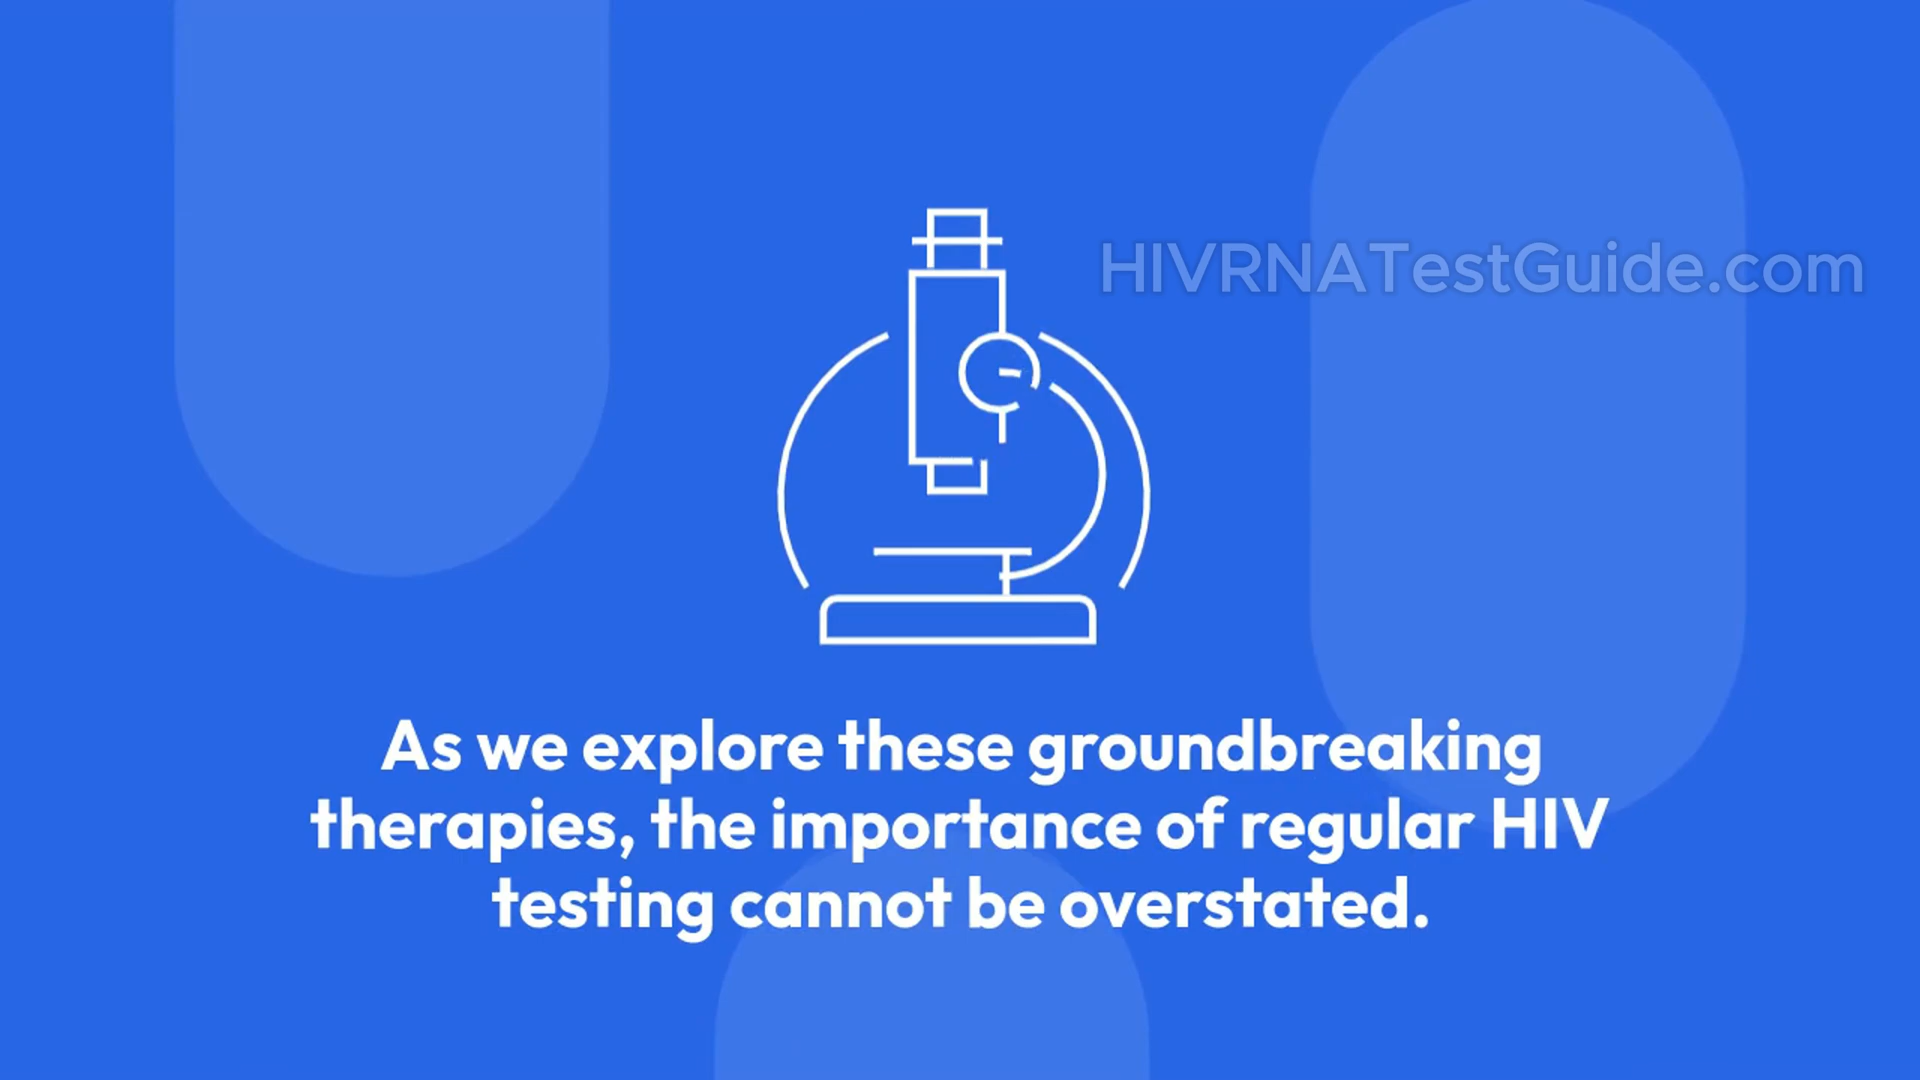 HIVRNATestGuide.com
As we explore these groundbreaking
therapies, the importance of regular HIV
testing cannot be overstated.